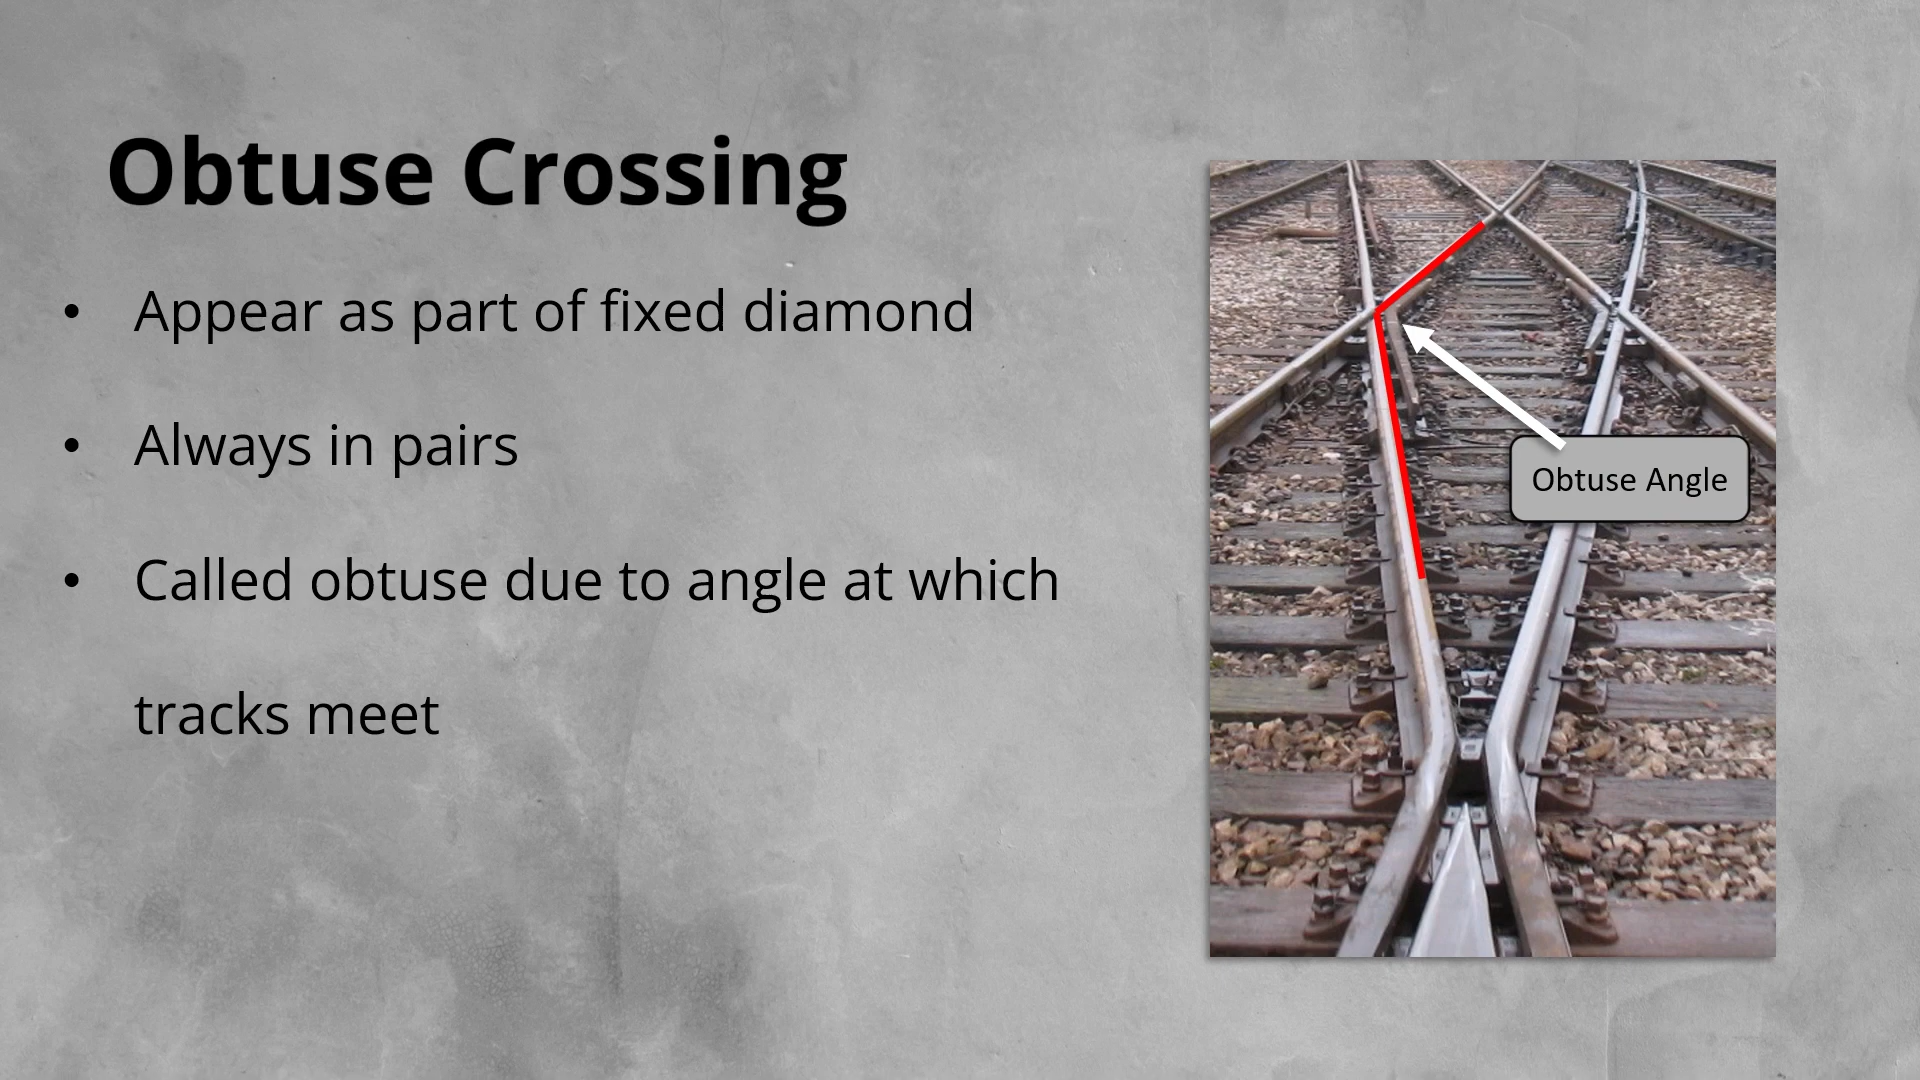 Obtuse Crossing
• Appear as part of fixed diamond
• Always in pairs
• Called obtuse due to angle at which
tracks meet
Obtuse Angle